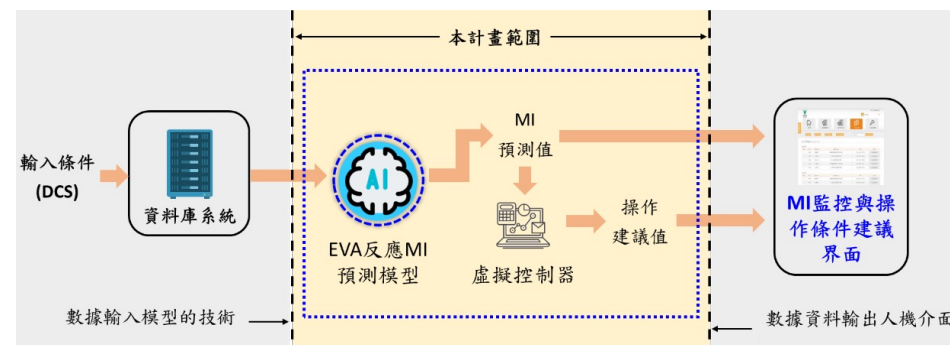 本計畫範圍
輸入條件
(DCS)
資料庫系統
AI
EVA反應MI
預測模型
MI
預測值
虛擬控制器
操作
建議值
MI監控與操
作條件建議
界面
數據輸入模型的技術
數據資料輸出人機介面